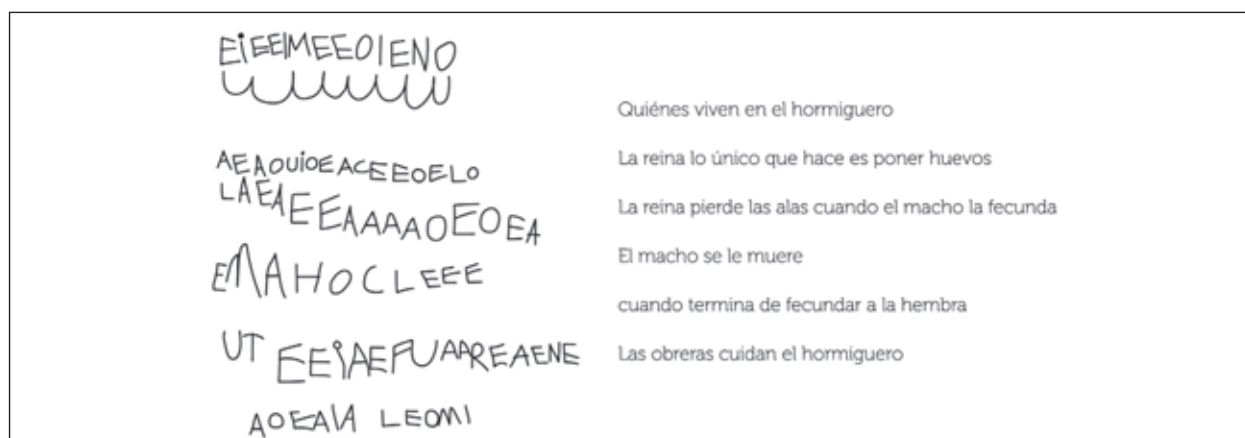 EiEEIMEEOIENO
Quiénes viven en el hormiguero
La reina lo único que hace es poner huevos
AEAOUiOEACEEOELO
LAEAEEAAAAOEOEA
La reina pierde las alas cuando el macho la fecunda
El macho se le muere
EMAHOCLEEE
cuando termina de fecundar a la hembra
UT EEiAEFUAAREAENE
Las obreras cuidan el hormiguero
AOEAIA LEOMI